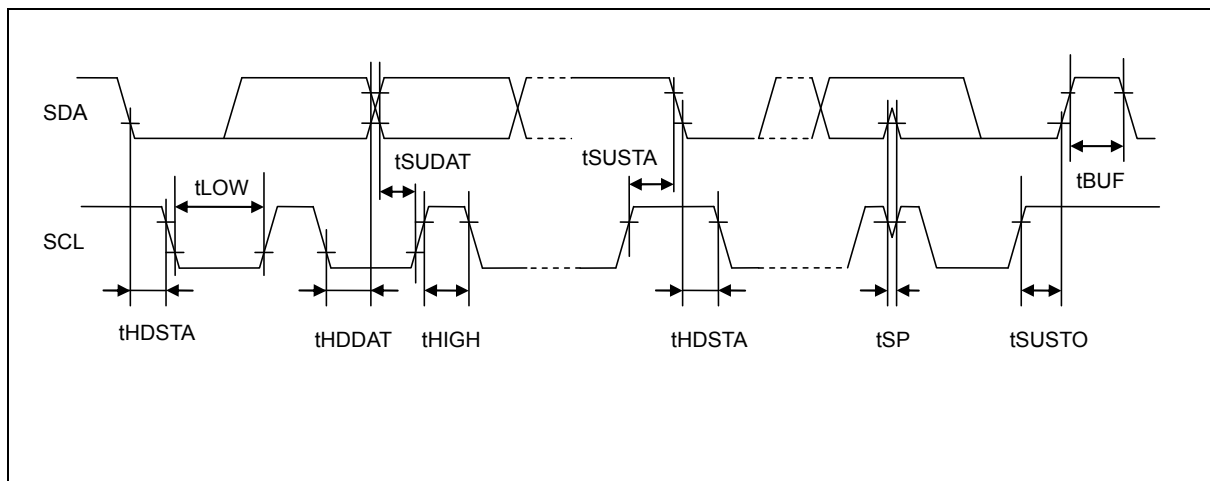 SDA
tSUDAT
tSUSTA
tBUF
tLOW
SCL
tHDSTA
tHDDAT
tHIGH
tHDSTA
tSP
tSUSTO